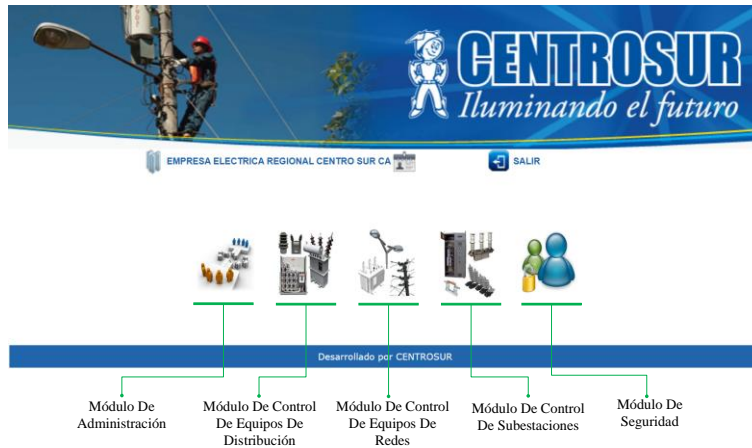 CENTROSUR
Iluminando el futuro
EMPRESA ELECTRICA REGIONAL CENTRO SUR CA
SALIR
Desarrollado por CENTROSUR
Módulo De
Administración
Módulo De Control
De Equipos De
Distribución
Módulo De Control
De Equipos De
Redes
Módulo De Control
De Subestaciones
Módulo De
Seguridad